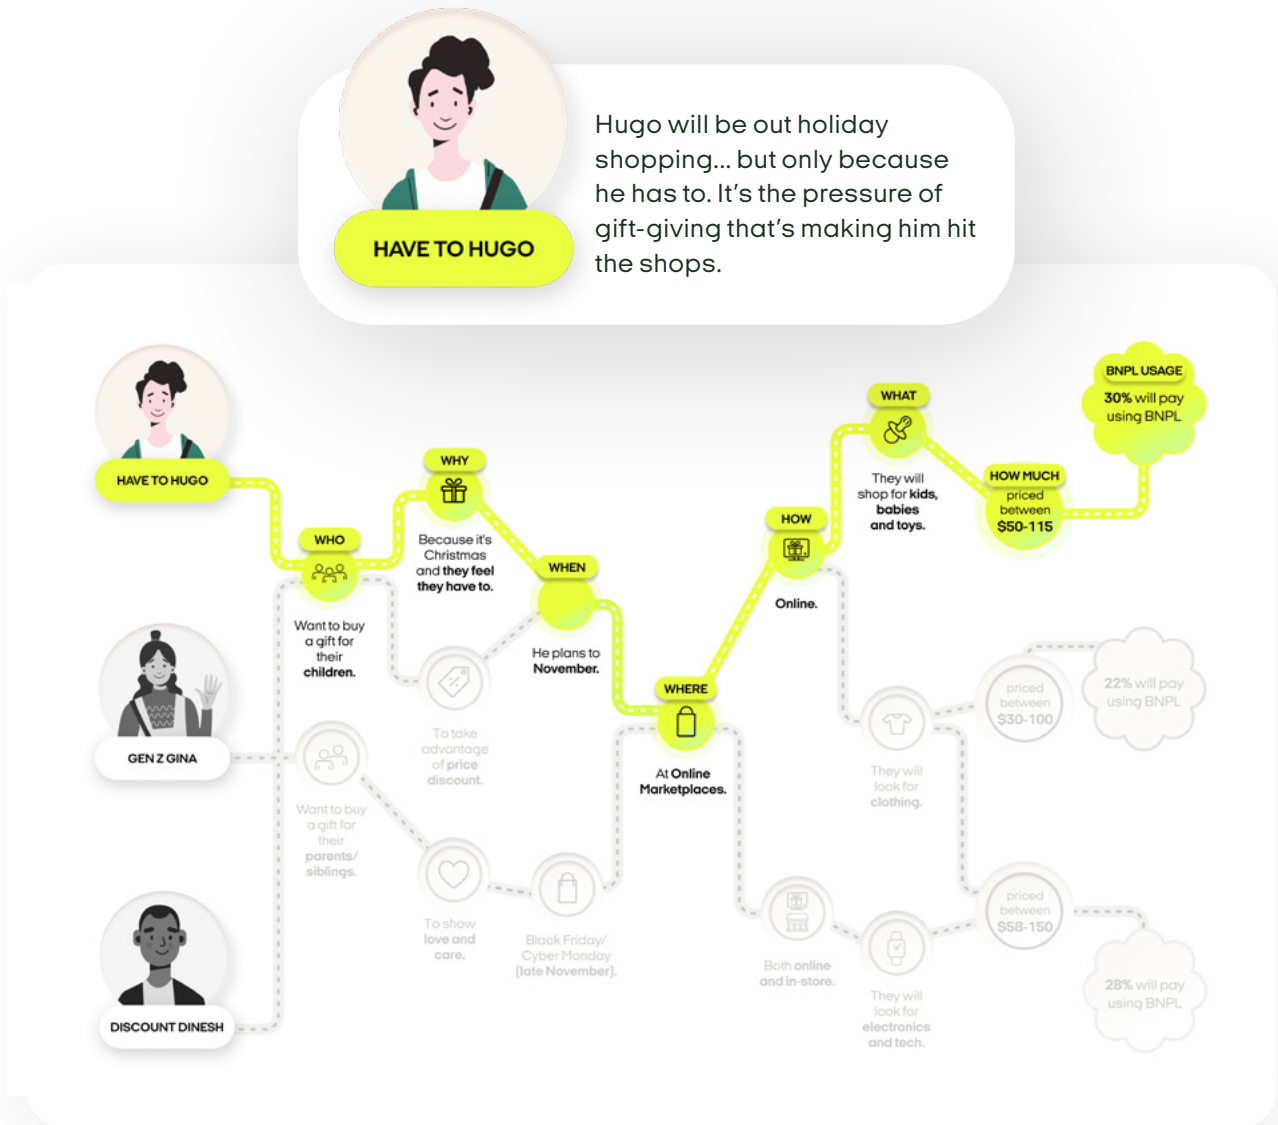 Hugo will be out holiday
shopping... but only because
he has to. It's the pressure of
gift-giving that's making him hit
the shops.
HAVE TO HUGO
HAVE TO HUGO
WHO
Want to buy
a gift for
their
children.
WHY
Because it's
Christmas
and they feel
they have to.
WHEN
He plans to
November.
WHERE
At Online
Marketplaces.
HOW
Online.
WHAT
They will
shop for kids,
babies
and toys.
HOW MUCH
priced
between
$50-115
BNPL USAGE
30% will pay
using BNPL
GEN Z GINA
Want to buy
a gift for
their
parents/
siblings.
To take
advantage
of price
discount.
To show
love and
care.
Black Friday/
Cyber Monday
(late November).
They will
look for
clothing.
priced
between
$30-100
22% will pay
using BNPL
DISCOUNT DINESH
Both online
and in-store.
They will
look for
electronics
and tech.
priced
between
$58-150
28% will pay
using BNPL